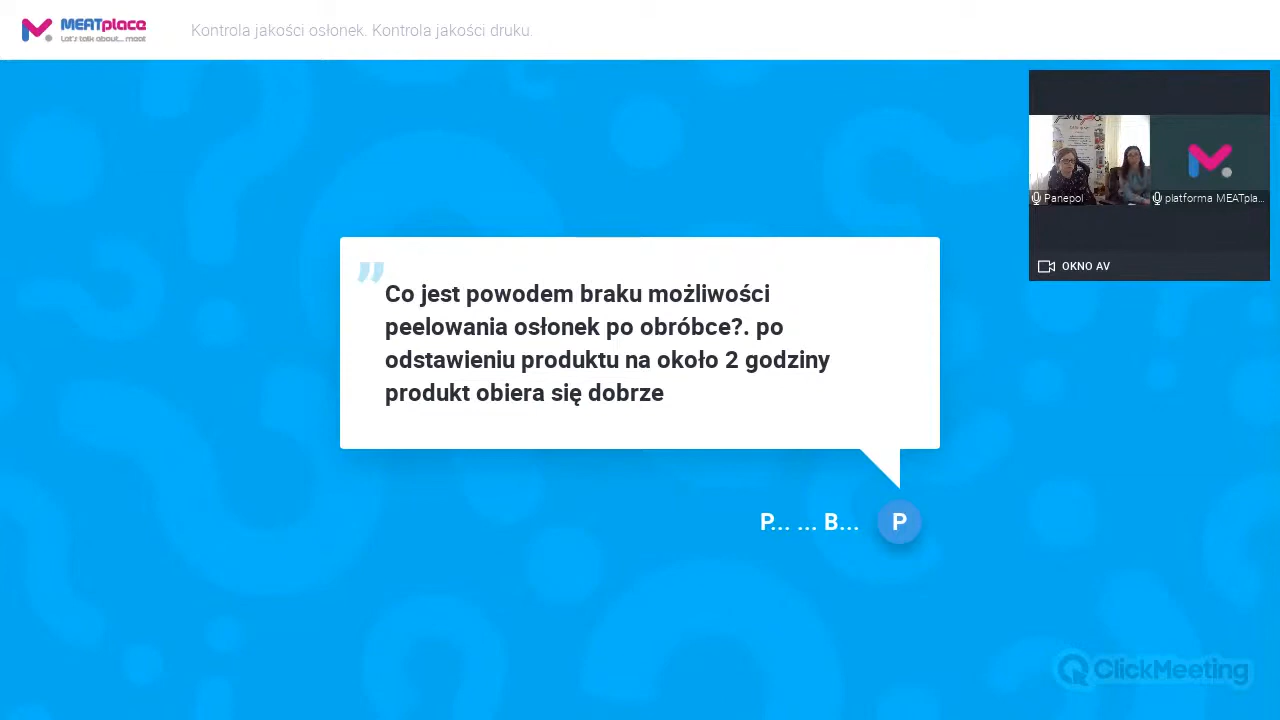 MEATplace
Let's talk about... meat
Kontrola jakości osłonek. Kontrola jakości druku.
Panepol
platforma MEATpla...
OKNO AV
Co jest powodem braku możliwości
peelowania osłonek po obróbce?. po
odstawieniu produktu na około 2 godziny
produkt obiera się dobrze
P... ... B...
P
ClickMeeting